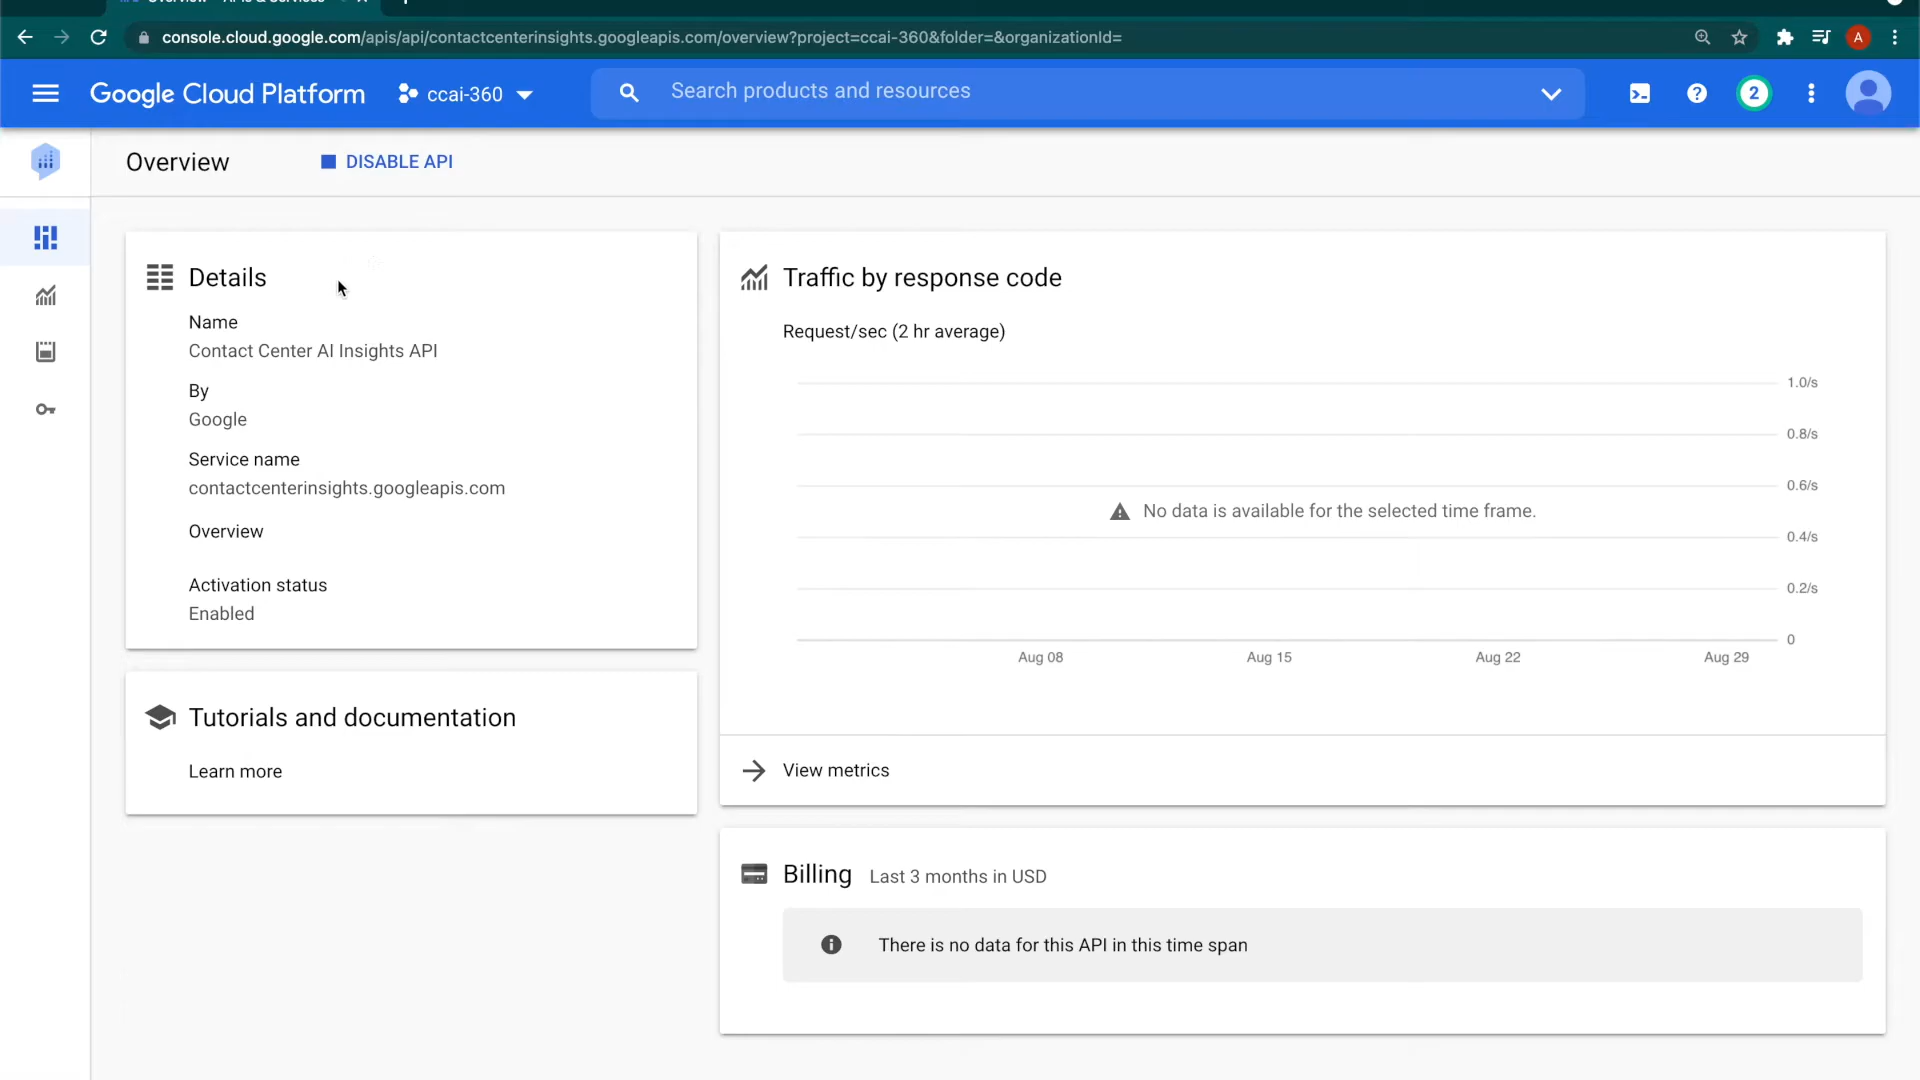 console.cloud.google.com/apis/api/contactcenterinsights.googleapis.com/overview?project=ccai-360&folder=&organizationId=
A
Google Cloud Platform
ccai-360
Search products and resources
2
Overview
DISABLE API
Details
Name
Contact Center AI Insights API
By
Google
Service name
contactcenterinsights.googleapis.com
Overview
Activation status
Enabled
Tutorials and documentation
Learn more
Traffic by response code
Request/sec (2 hr average)
1.0/s
0.8/s
0.6/s
No data is available for the selected time frame.
0.4/s
0.2/s
0
Aug 08
Aug 15
Aug 22
Aug 29
View metrics
Billing Last 3 months in USD
There is no data for this API in this time span